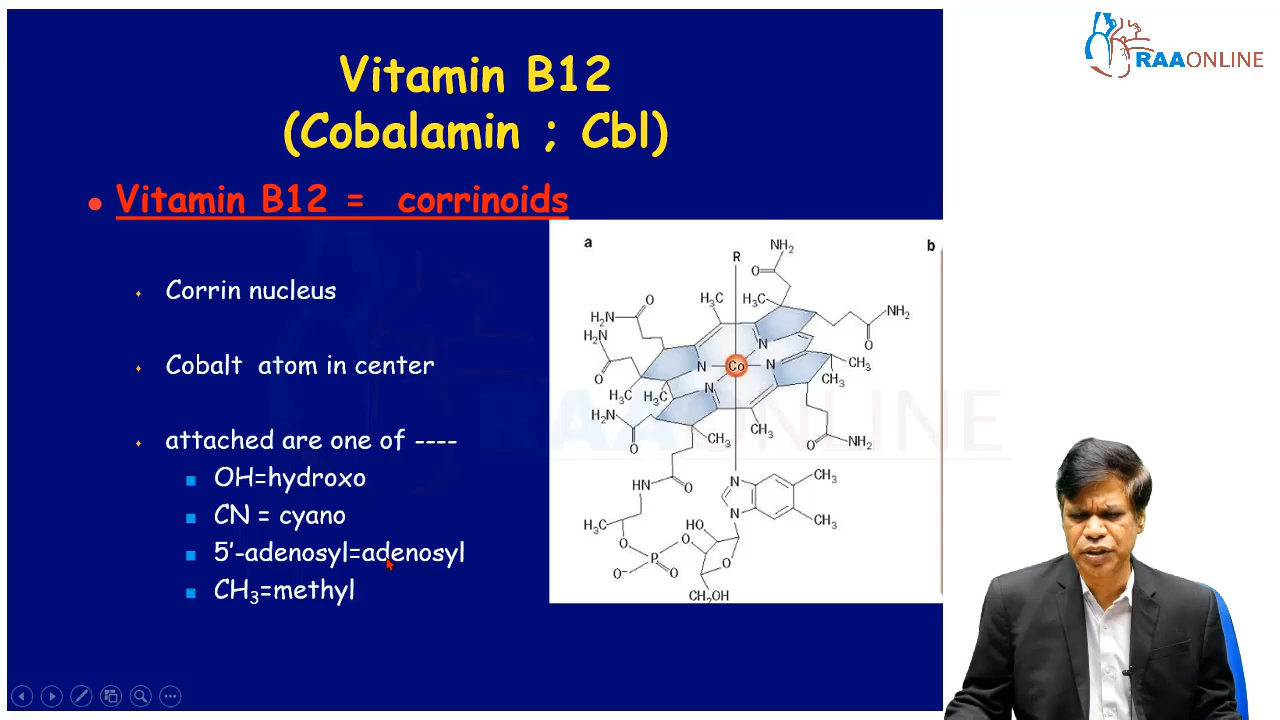 RAAONLINE
Vitamin B12
(Cobalamin ; Cbl)
• Vitamin B12 = corrinoids
Corrin nucleus
Cobalt atom in center
attached are one of ----
OH=hydroxo
CN = cyano
5’-adenosyl=adenosyl
CH₃=methyl
a
b
R
NH₂
O
H₃C
H₃C
O
H₂N
NH₂
H₂N
O
N
O
Co
N
N
CH₃
N
CH₃
H₃C
H₃C
H₂N
CH₃
CH₃
O
NH₂
O
HN
O
N
CH₃
H₃C
HO
N
CH₃
O
O
P
O
O⁻
O
CH₂OH
RAAONLINE